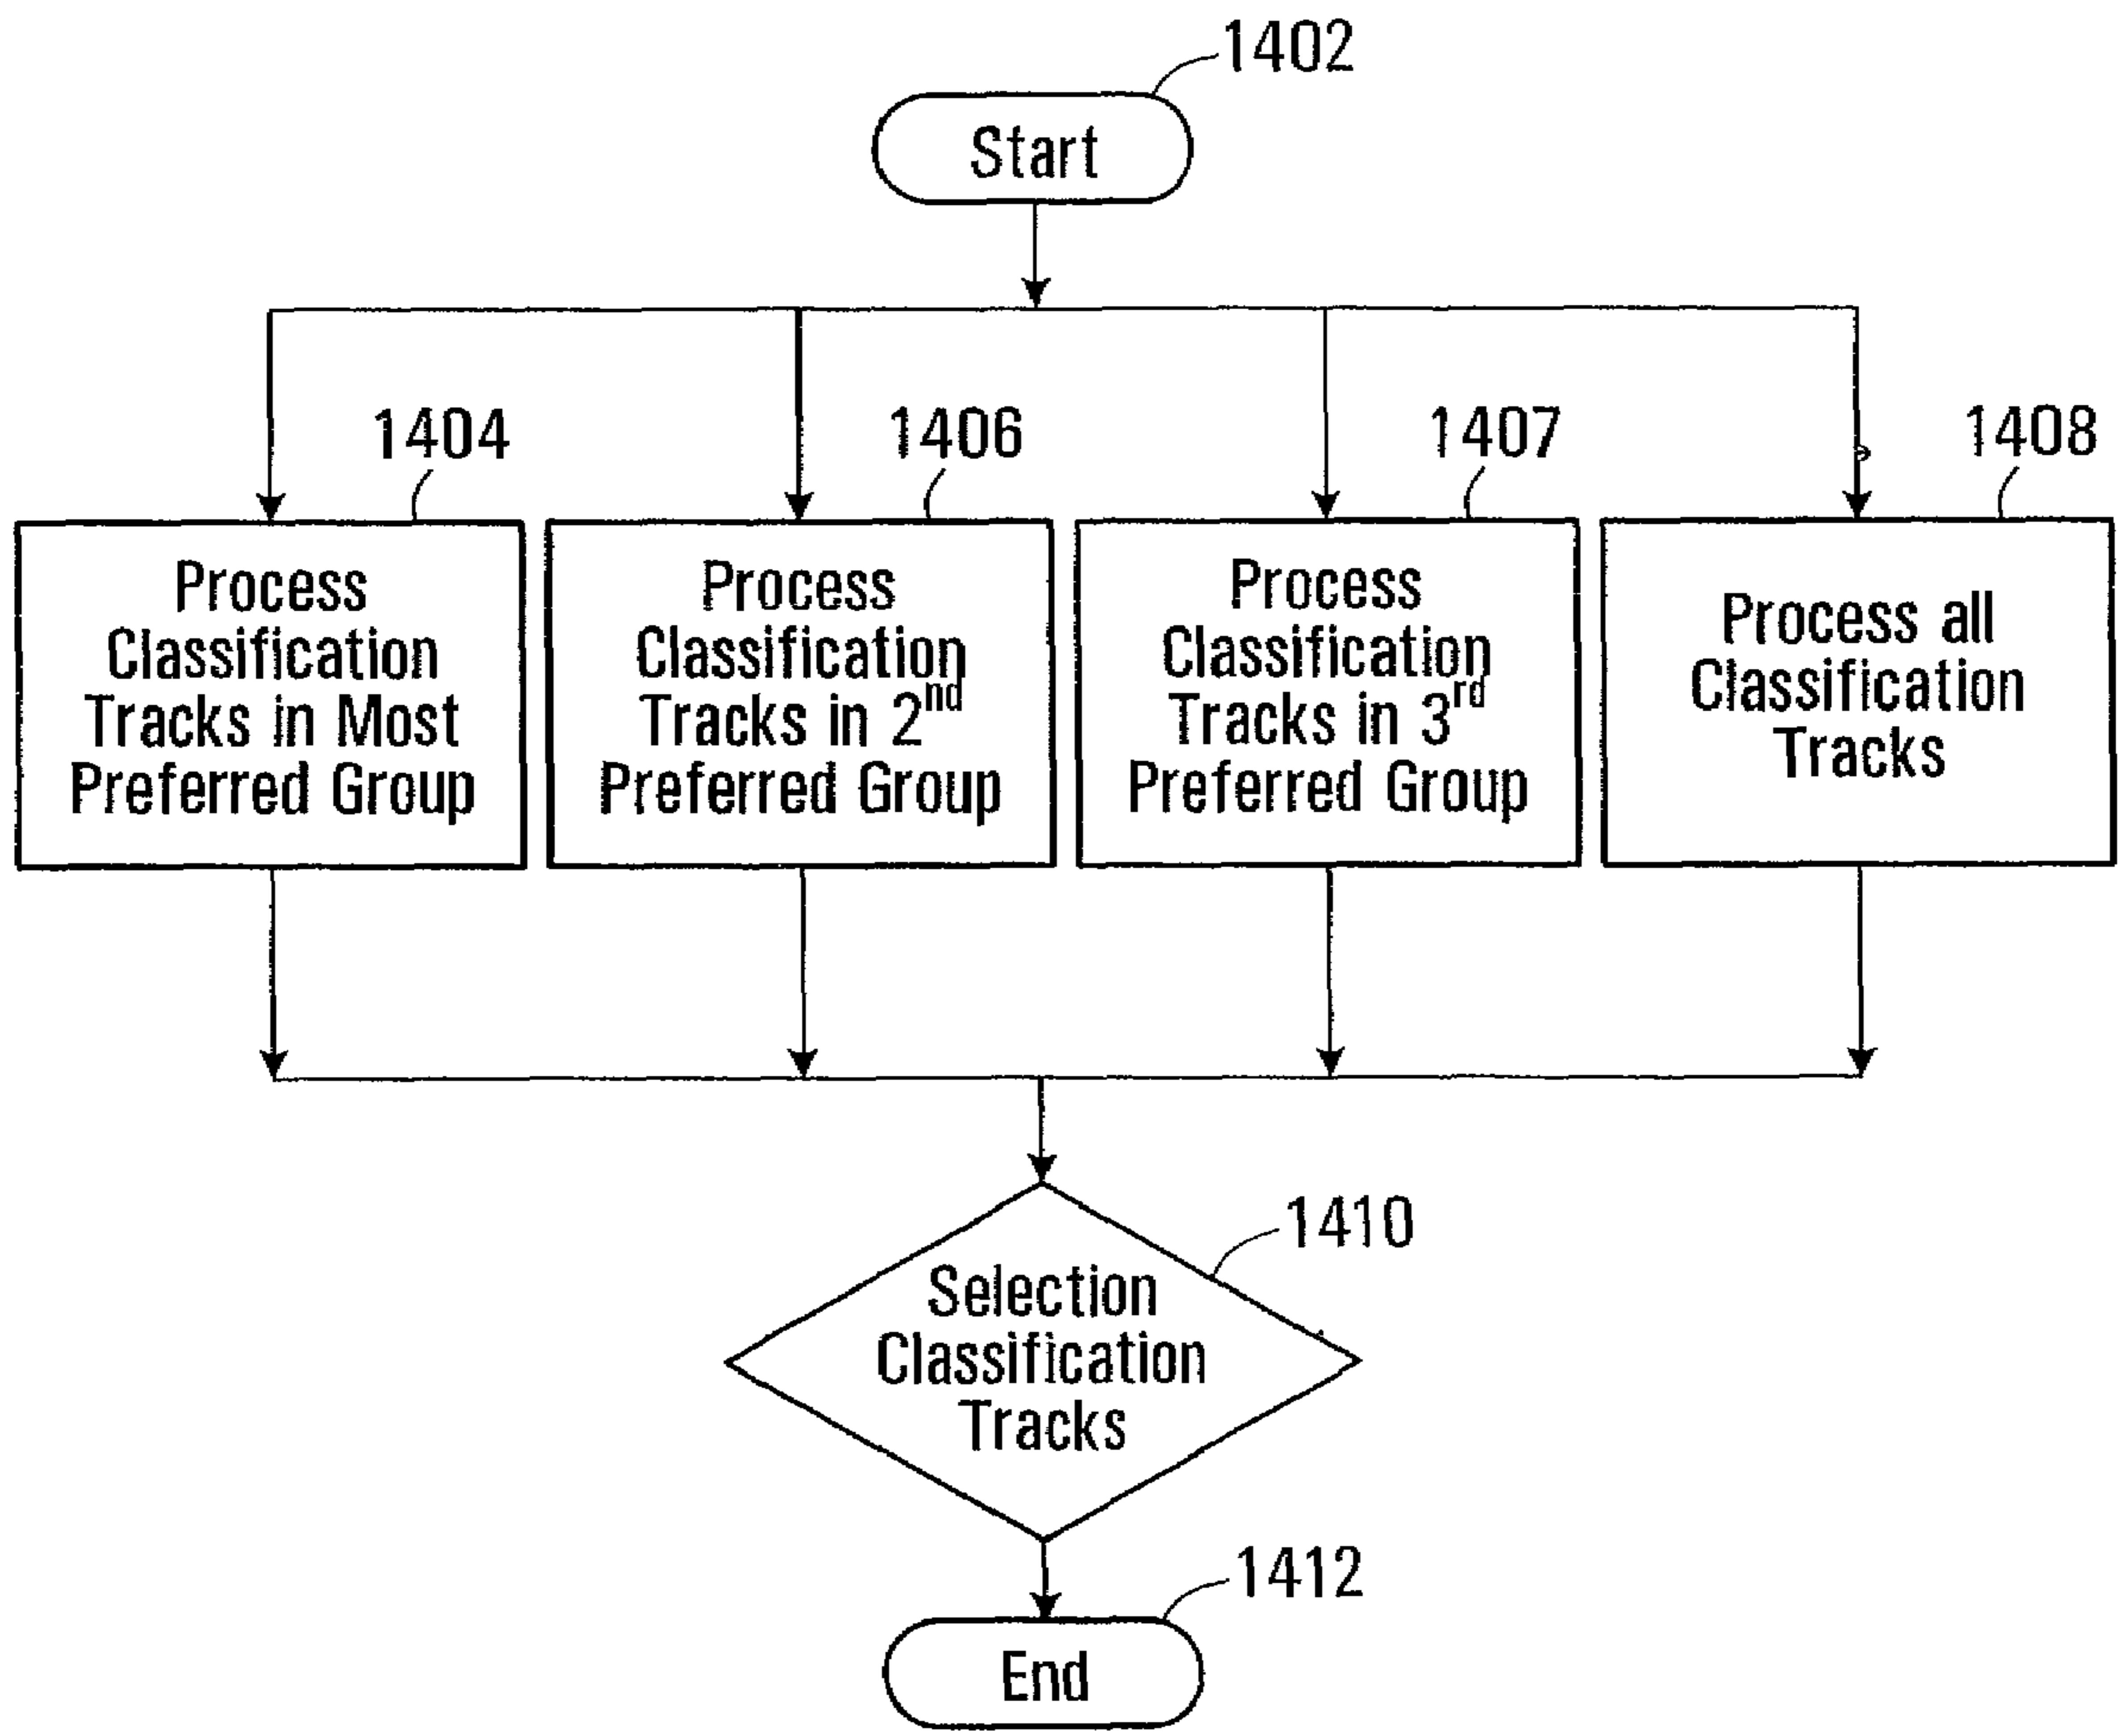 1402
Start
1404
1406
1407
1408
Process
Classification
Tracks in Most
Preferred Group
Process
Classification
Tracks in 2nd
Preferred Group
Process
Classification
Tracks in 3rd
Preferred Group
Process all
Classification
Tracks
1410
Selection
Classification
Tracks
1412
End